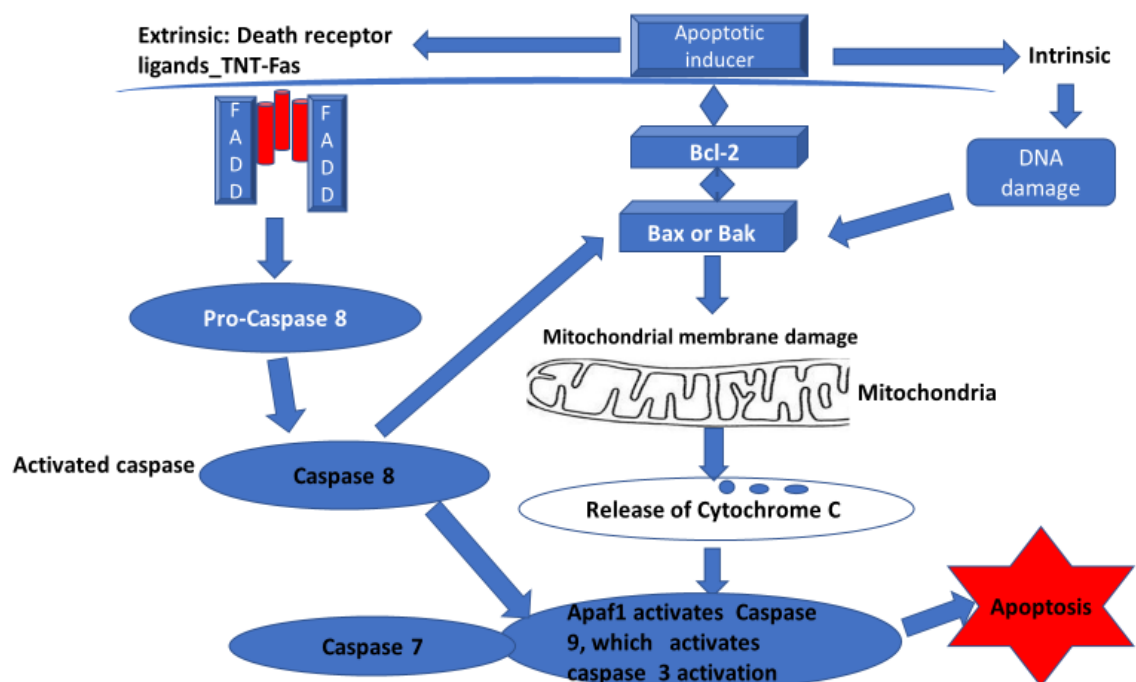 Extrinsic: Death receptor
ligands_TNT-Fas
Apoptotic
inducer
Intrinsic
F
A
D
D
F
A
D
D
Bcl-2
DNA
damage
Bax or Bak
Pro-Caspase 8
Mitochondrial membrane damage
Mitochondria
Activated caspase
Caspase 8
Release of Cytochrome C
Apaf1 activates Caspase
9, which activates
caspase 3 activation
Caspase 7
Apoptosis